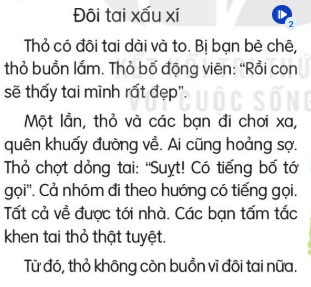 Đôi tai xấu xí
2
Thỏ có đôi tai dài và to. Bị bạn bè chê,
thỏ buồn lắm. Thỏ bố động viên: “Rồi con
sẽ thấy tai mình rất đẹp”.
Một lần, thỏ và các bạn đi chơi xa,
quên khuấy đường về. Ai cũng hoảng sợ.
Thỏ chợt dỏng tai: “Suỵt! Có tiếng bố tớ
gọi”. Cả nhóm đi theo hướng có tiếng gọi.
Tất cả về được tới nhà. Các bạn tấm tắc
khen tai thỏ thật tuyệt.
Từ đó, thỏ không còn buồn vì đôi tai nữa.